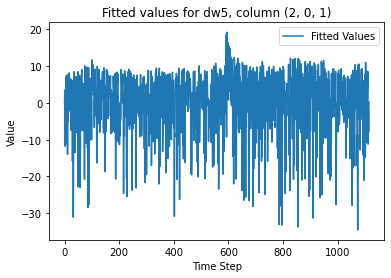 Fitted values for dw5, column (2, 0, 1)
Fitted Values
20
10
0
−10
−20
−30
Value
0 200 400 600 800 1000
Time Step